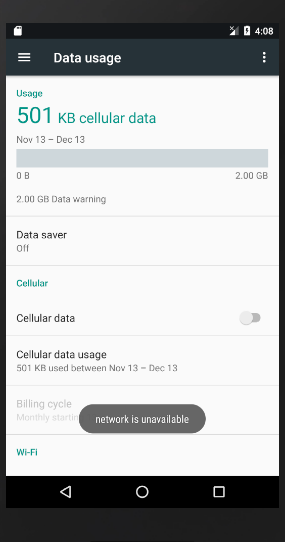 4:08
Data usage
Usage
501 KB cellular data
Nov 13 – Dec 13
0 B 2.00 GB
2.00 GB Data warning
Data saver
Off
Cellular
Cellular data
Cellular data usage
501 KB used between Nov 13 – Dec 13
Billing cycle
Monthly
network is unavailable
Wi-Fi